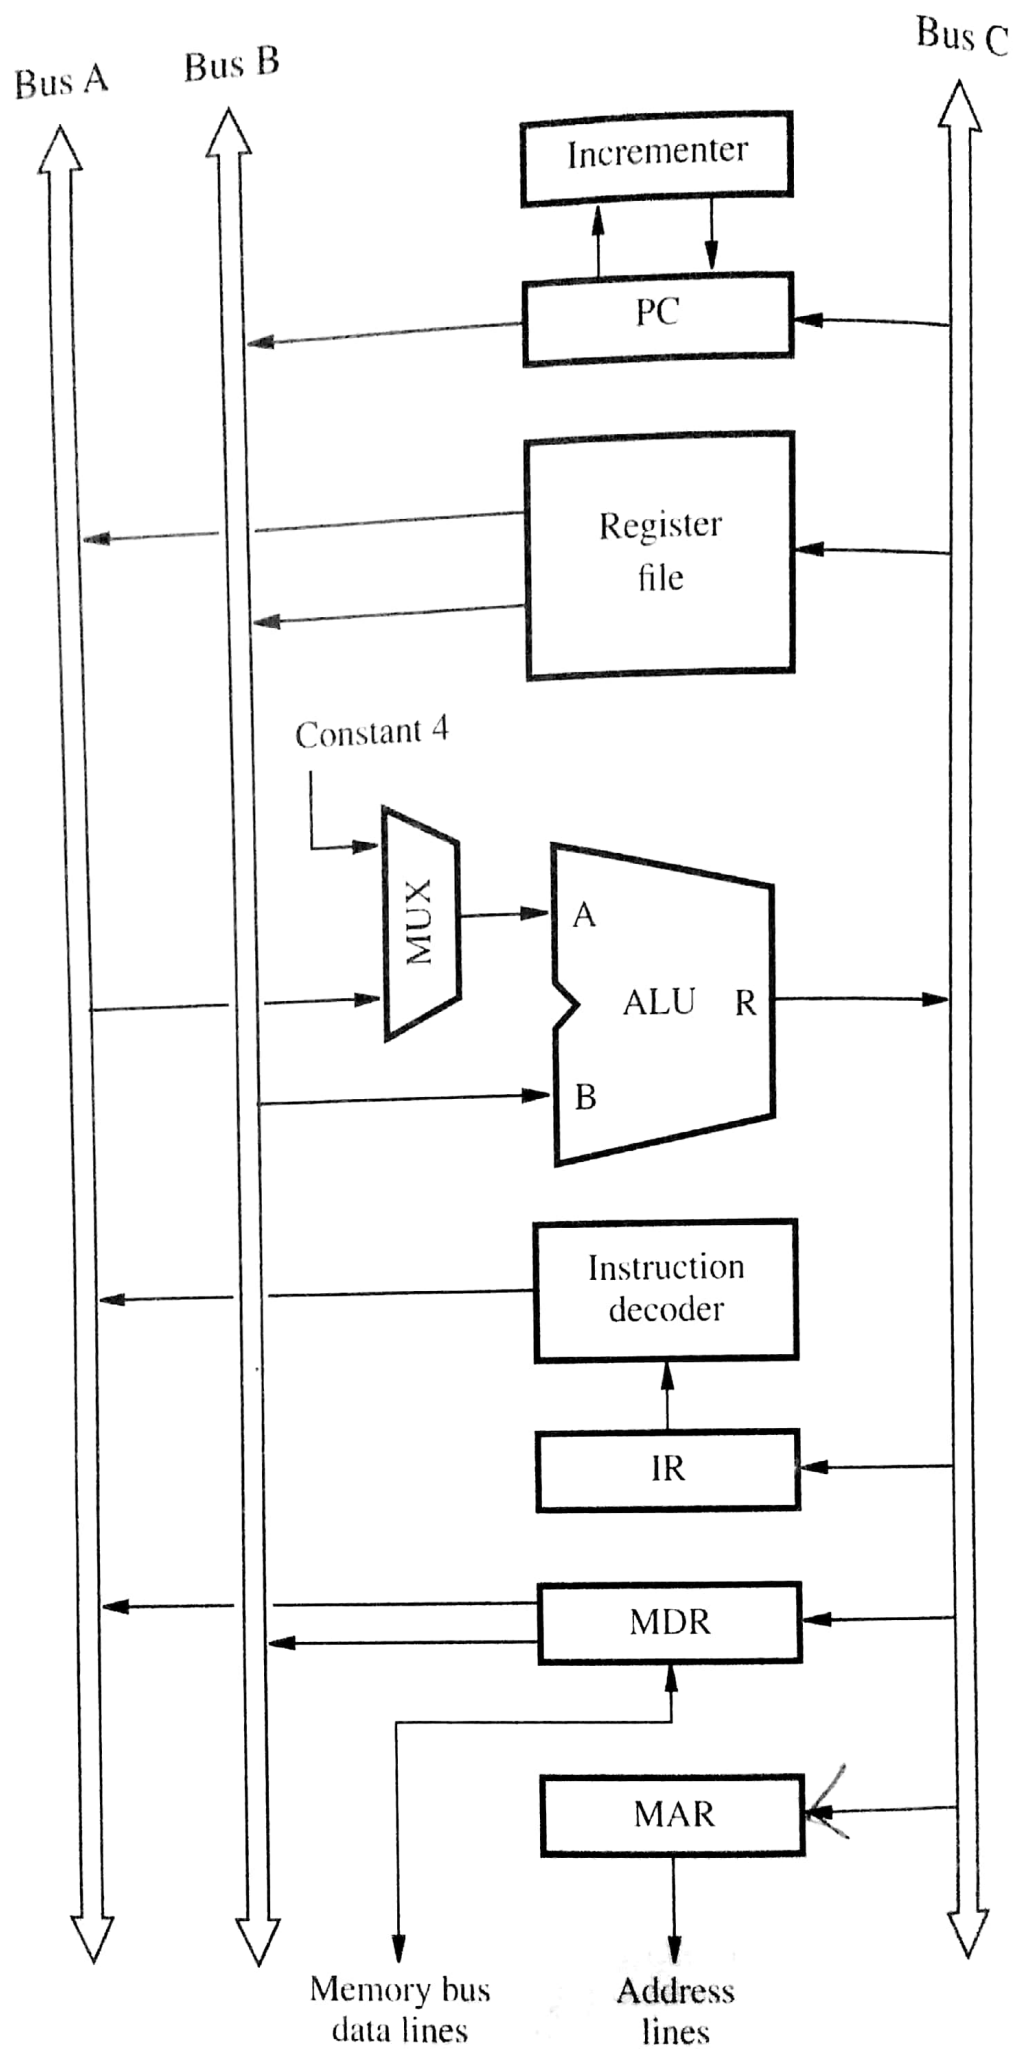 Bus A
Bus B
Bus C
Incrementer
PC
Register
file
Constant 4
MUX
A
ALU
R
B
Instruction
decoder
IR
MDR
MAR
Memory bus
data lines
Address
lines